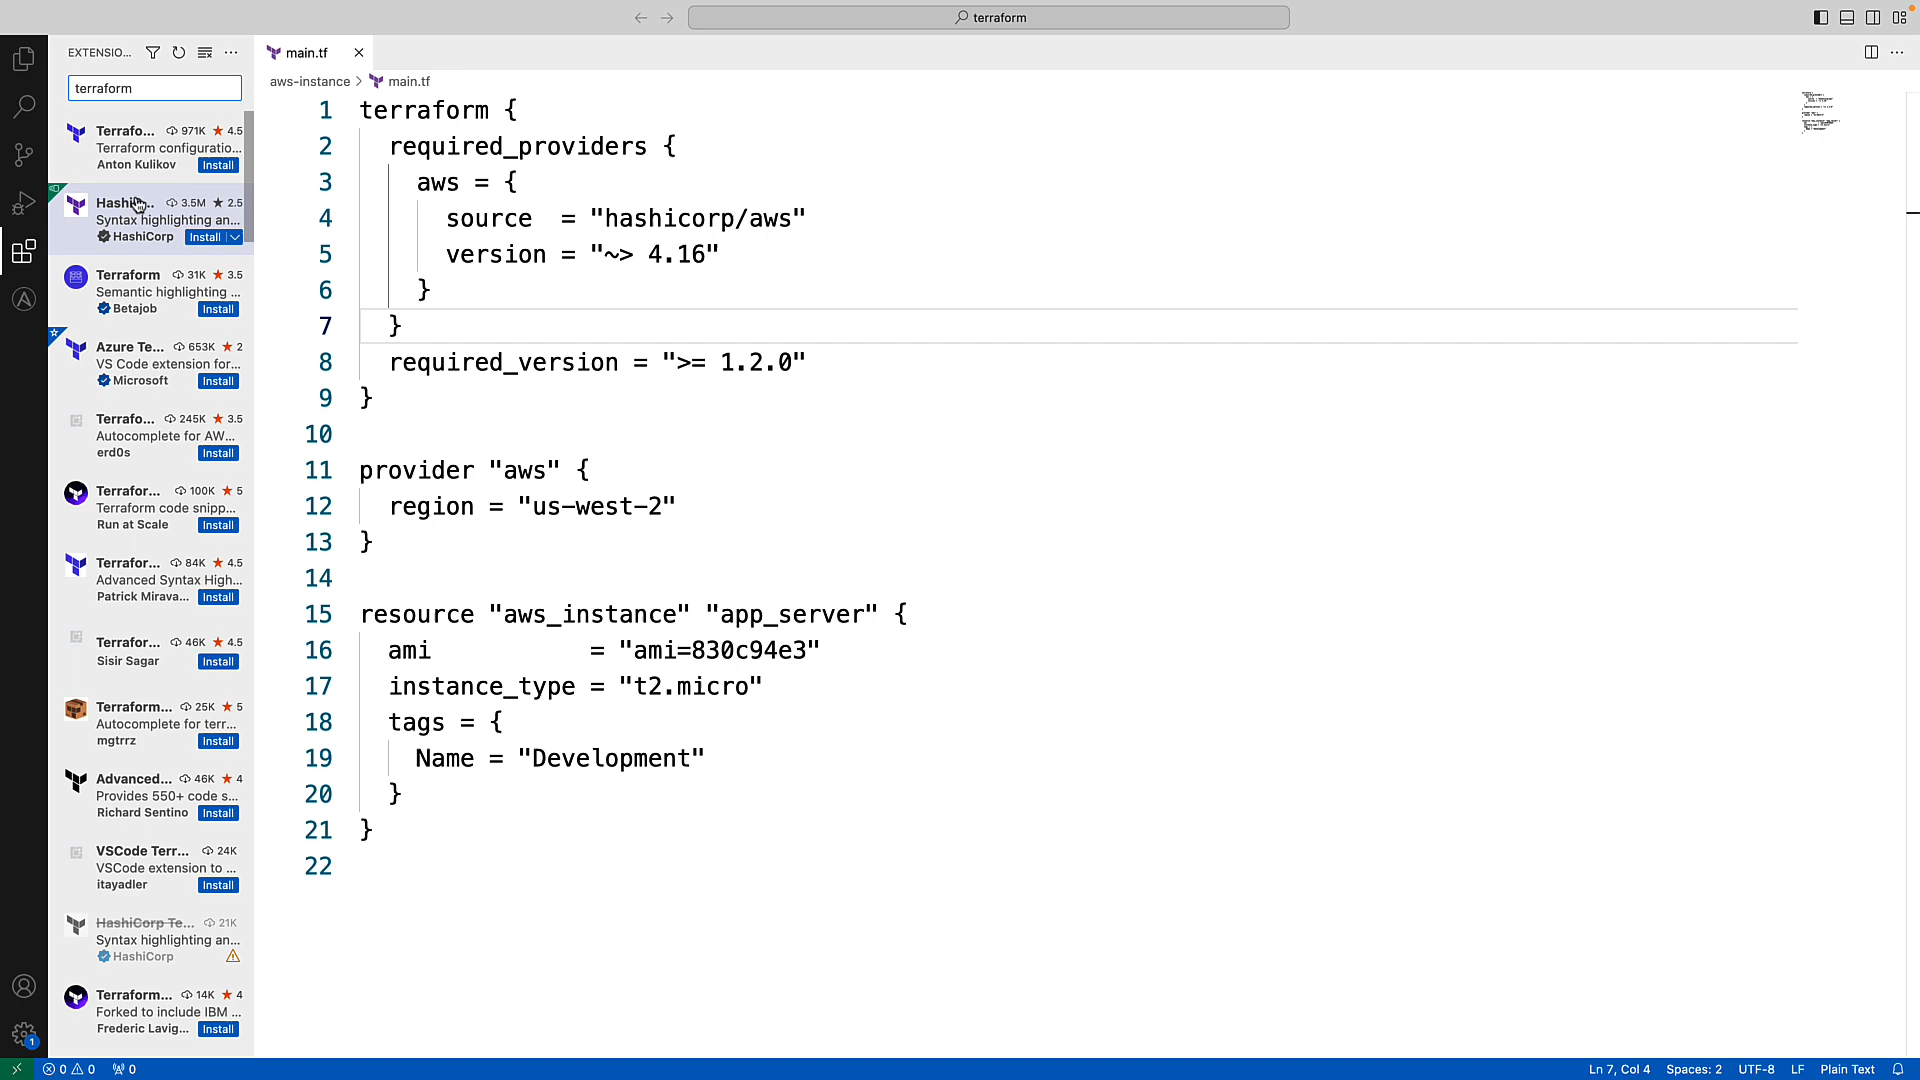 terraform
EXTENSIO...
main.tf
terraform
aws-instance > main.tf
Terrafo... 971K ★ 4.5
Terraform configuratio...
Anton Kulikov Install
3.5M ★ 2.5
Syntax highlighting an...
HashiCorp Install
Terraform 31K ★ 3.5
Semantic highlighting ...
Betajob Install
Azure Te... 653K ★ 2
VS Code extension for...
Microsoft Install
Terrafo... 245K ★ 3.5
Autocomplete for AW...
erd0s Install
Terrafor... 100K ★ 5
Terraform code snipp...
Run at Scale Install
Terrafor... 84K ★ 4.5
Advanced Syntax High...
Patrick Mirava... Install
Terrafor... 46K ★ 4.5
Sisir Sagar Install
Terraform... 25K ★ 5
Autocomplete for terr...
mgtrrz Install
Advanced... 46K ★ 4
Provides 550+ code s...
Richard Sentino Install
VSCode Terr... 24K
VSCode extension to ...
itayadler Install
HashiCorp Te... 21K
Syntax highlighting an...
HashiCorp
Terraform... 14K ★ 4
Forked to include IBM ...
Frederic Lavig... Install
1 terraform {
2 required_providers {
3 aws = {
4 source  = "hashicorp/aws"
5 version = "~> 4.16"
6 }
7 }
8 required_version = ">= 1.2.0"
9 }
10
11 provider "aws" {
12 region = "us-west-2"
13 }
14
15 resource "aws_instance" "app_server" {
16 ami           = "ami=830c94e3"
17 instance_type = "t2.micro"
18 tags = {
19 Name = "Development"
20 }
21 }
22
1
0 0 0
Ln 7, Col 4 Spaces: 2 UTF-8 LF Plain Text